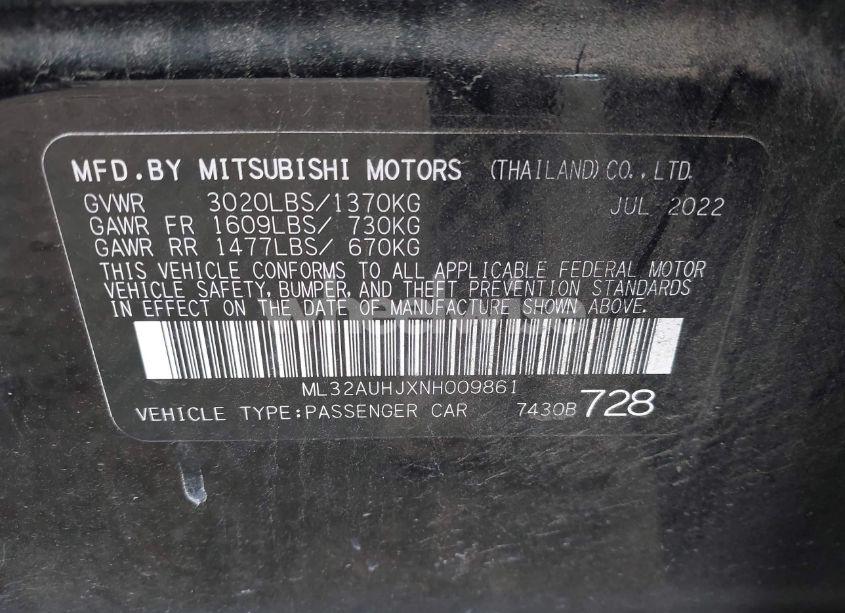 MFD.BY MITSUBISHI MOTORS (THAILAND)CO.,LTD.
GVWR 3020LBS/1370KG JUL 2022
GAWR FR 1609LBS/ 730KG
GAWR RR 1477LBS/ 670KG
THIS VEHICLE CONFORMS TO ALL APPLICABLE FEDERAL MOTOR
VEHICLE SAFETY, BUMPER, AND THEFT PREVENTION STANDARDS
IN EFFECT ON THE DATE OF MANUFACTURE SHOWN ABOVE.
ML32AUHJXNH009861
VEHICLE TYPE:PASSENGER CAR 7430B 728